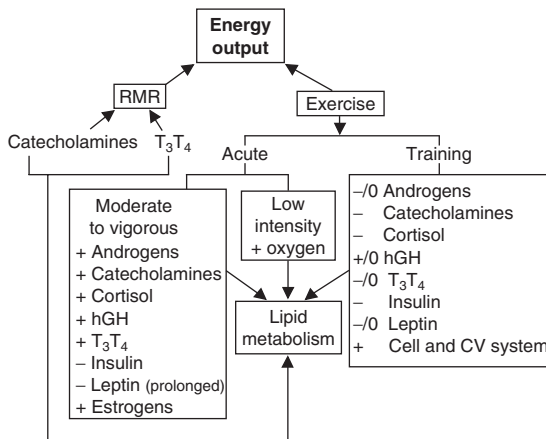 Energy
output
RMR
Exercise
Catecholamines T₃T₄
Acute Training
Moderate
to vigorous
+ Androgens
+ Catecholamines
+ Cortisol
+ hGH
+ T₃T₄
– Insulin
– Leptin (prolonged)
+ Estrogens
Low
intensity
+ oxygen
Lipid
metabolism
–/0 Androgens
– Catecholamines
– Cortisol
+/0 hGH
–/0 T₃T₄
– Insulin
–/0 Leptin
+ Cell and CV system